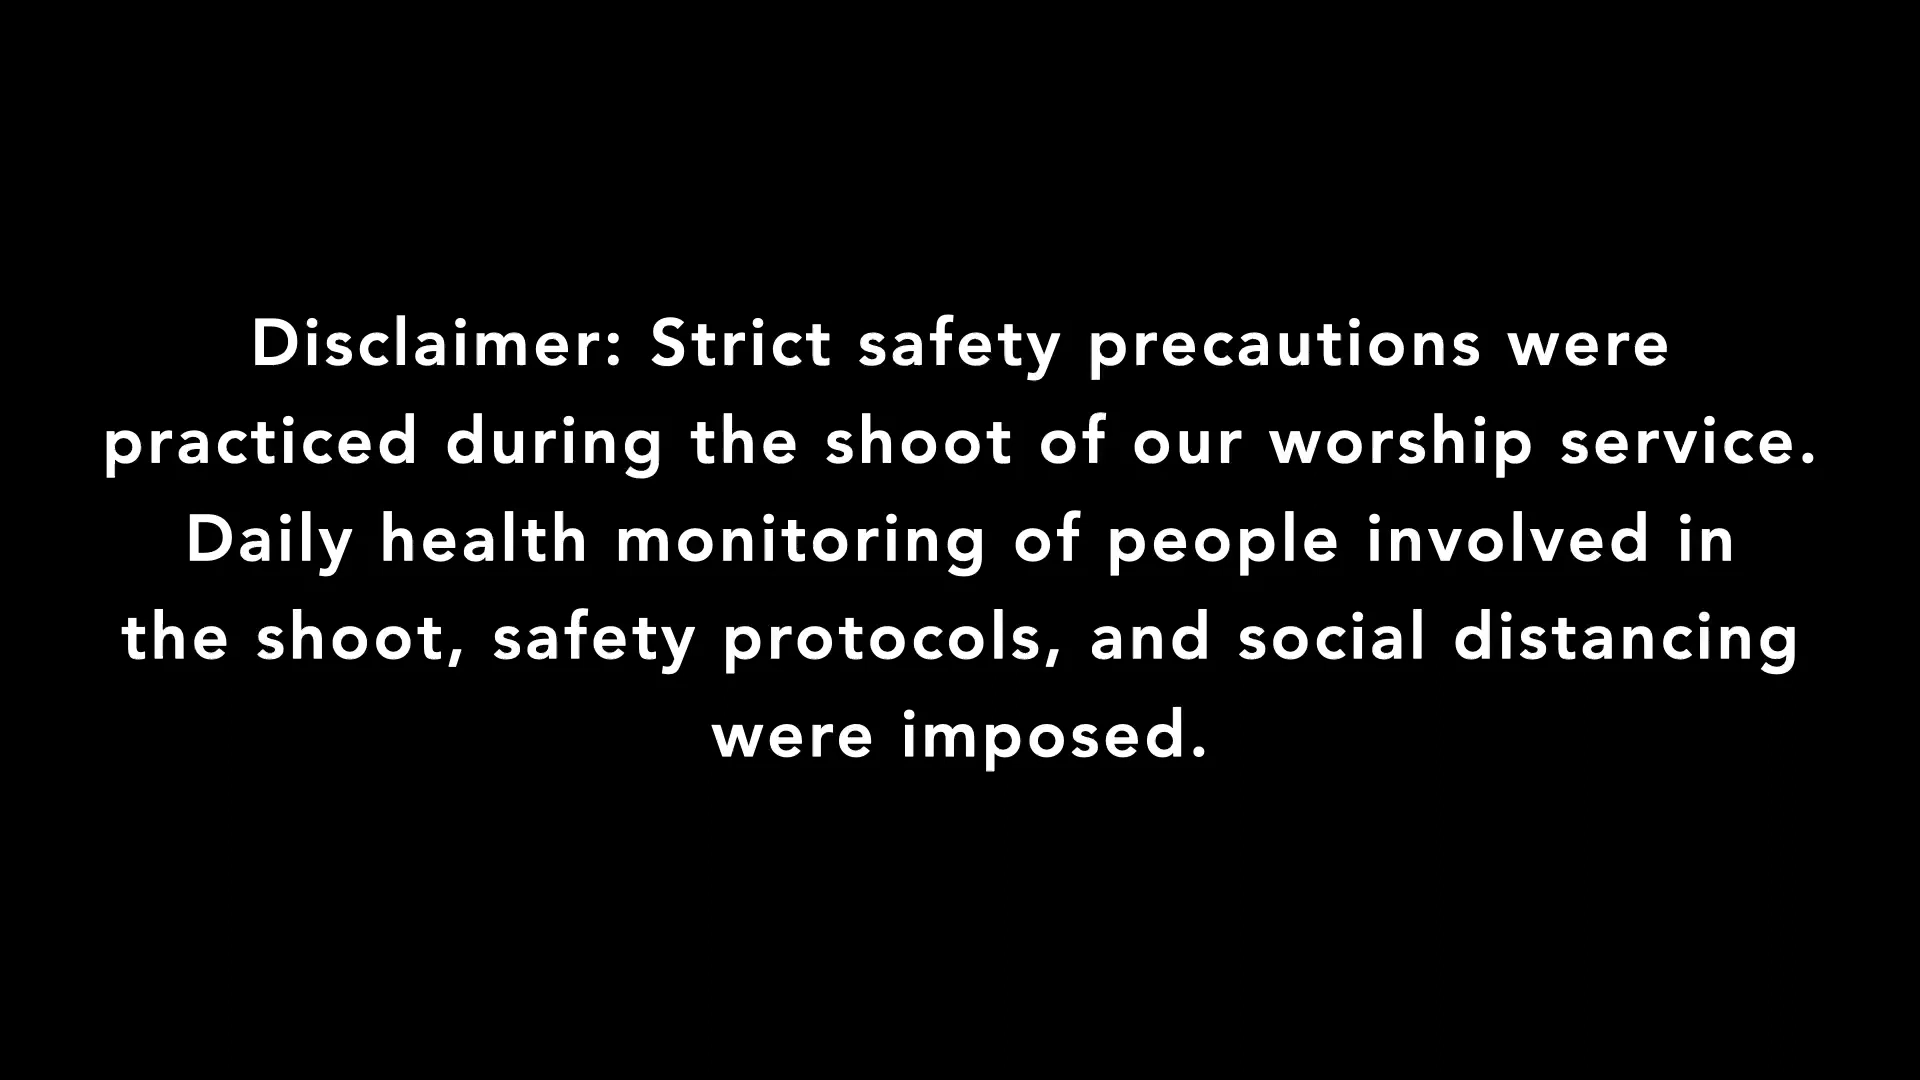 Disclaimer: Strict safety precautions were
practiced during the shoot of our worship service.
Daily health monitoring of people involved in
the shoot, safety protocols, and social distancing
were imposed.